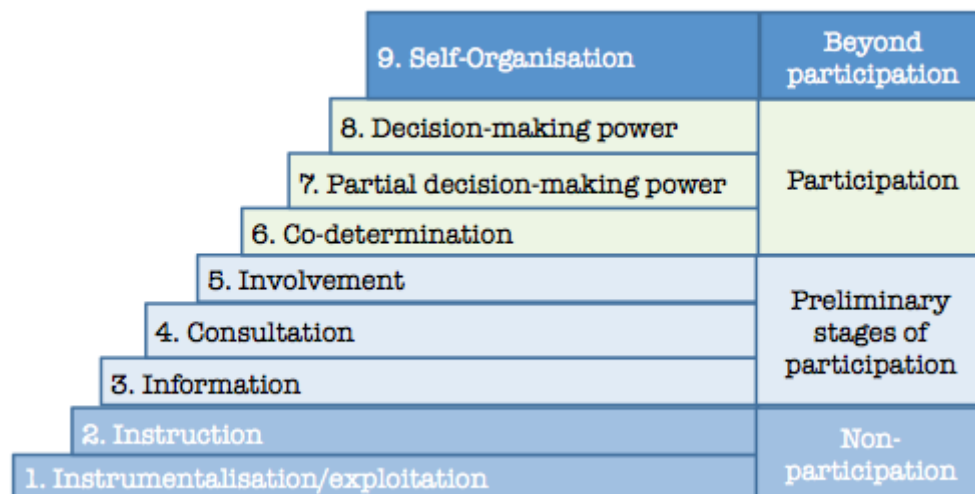 9. Self-Organisation
Beyond
participation
8. Decision-making power
7. Partial decision-making power
6. Co-determination
Participation
5. Involvement
4. Consultation
3. Information
Preliminary
stages of
participation
2. Instruction
1. Instrumentalisation/exploitation
Non-
participation